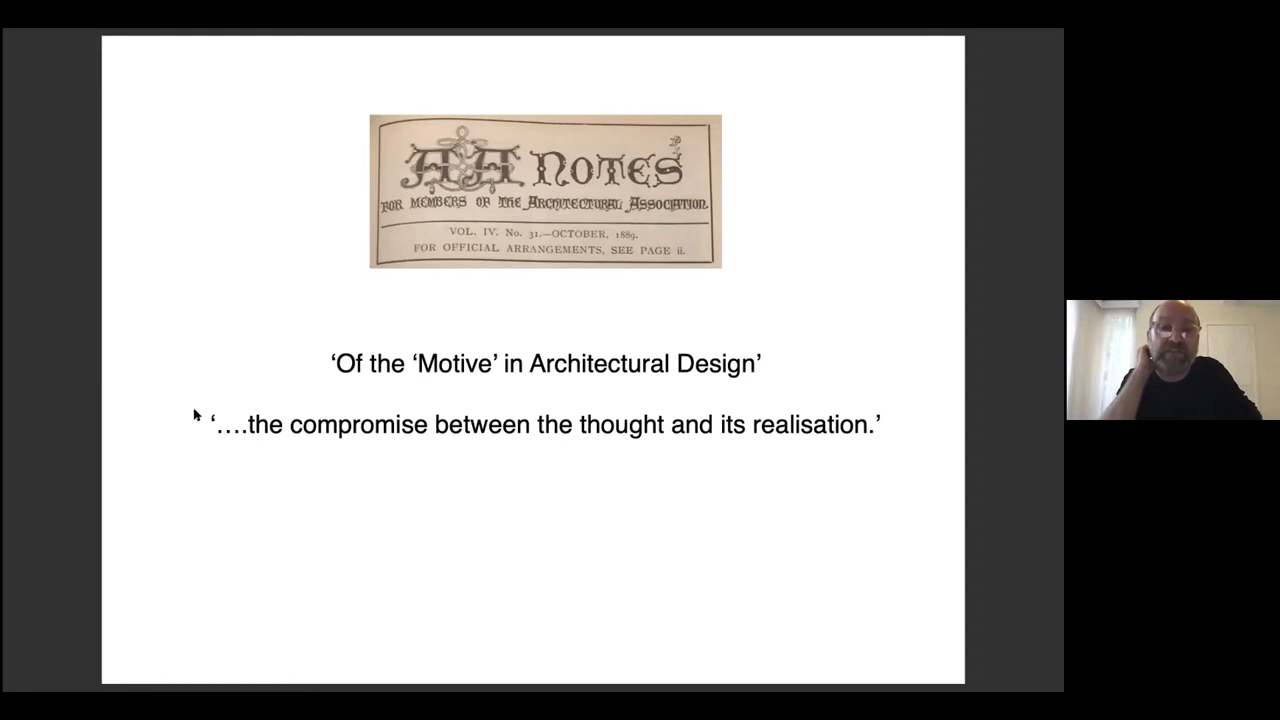 AA NOTES
FOR MEMBERS OF THE ARCHITECTURAL ASSOCIATION.
VOL. IV. No. 31.—OCTOBER, 1889.
FOR OFFICIAL ARRANGEMENTS, SEE PAGE ii.
‘Of the ‘Motive’ in Architectural Design’
‘….the compromise between the thought and its realisation.’